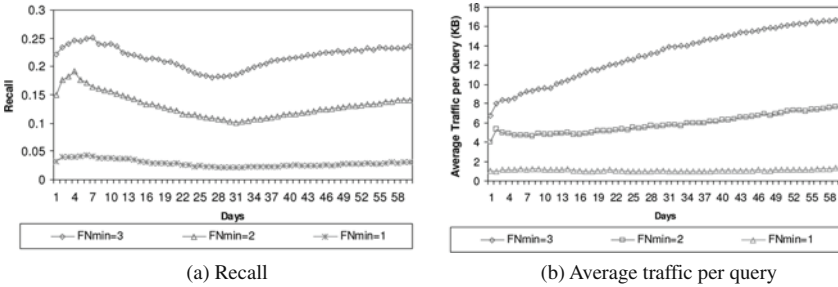 0.3
0.25
0.2
0.15
0.1
0.05
0
Recall
1 4 7 10 13 16 19 22 25 28 31 34 37 40 43 46 49 52 55 58
Days
FNmin=3 FNmin=2 FNmin=1
(a) Recall
18
16
14
12
10
8
6
4
2
0
Average Traffic per Query (KB)
1 4 7 10 13 16 19 22 25 28 31 34 37 40 43 46 49 52 55 58
Days
FNmin=3 FNmin=2 FNmin=1
(b) Average traffic per query